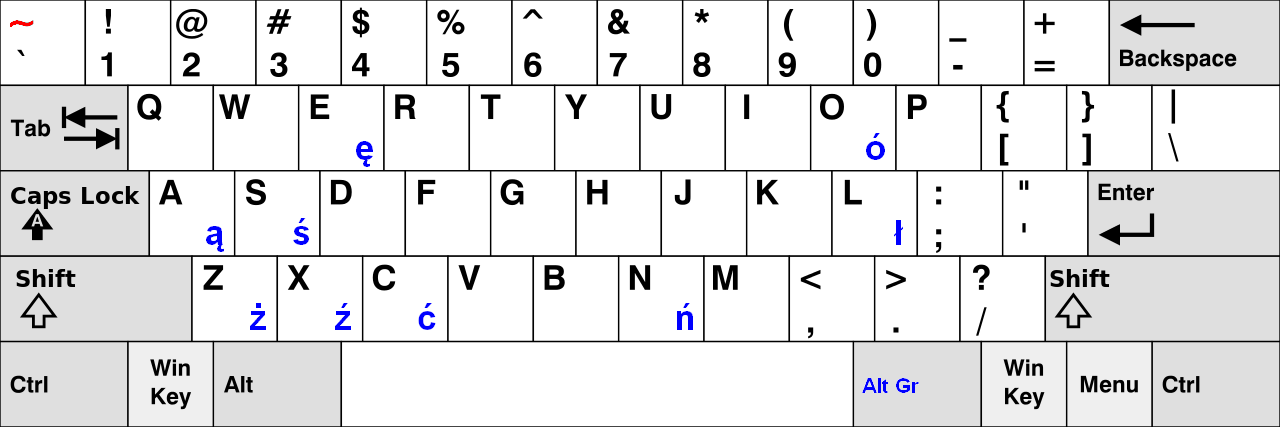 ~ ! @ # $ % ^ & * ( ) _ +
` 1 2 3 4 5 6 7 8 9 0 - = Backspace
Tab Q W E R T Y U I O P { } |
ę ó [ ] \
Caps Lock A S D F G H J K L : " Enter
A ą ś ł ; '
Shift Z X C V B N M < > ? Shift
ż ź ć ń , . /
Ctrl Win Key Alt Alt Gr Win Key Menu Ctrl